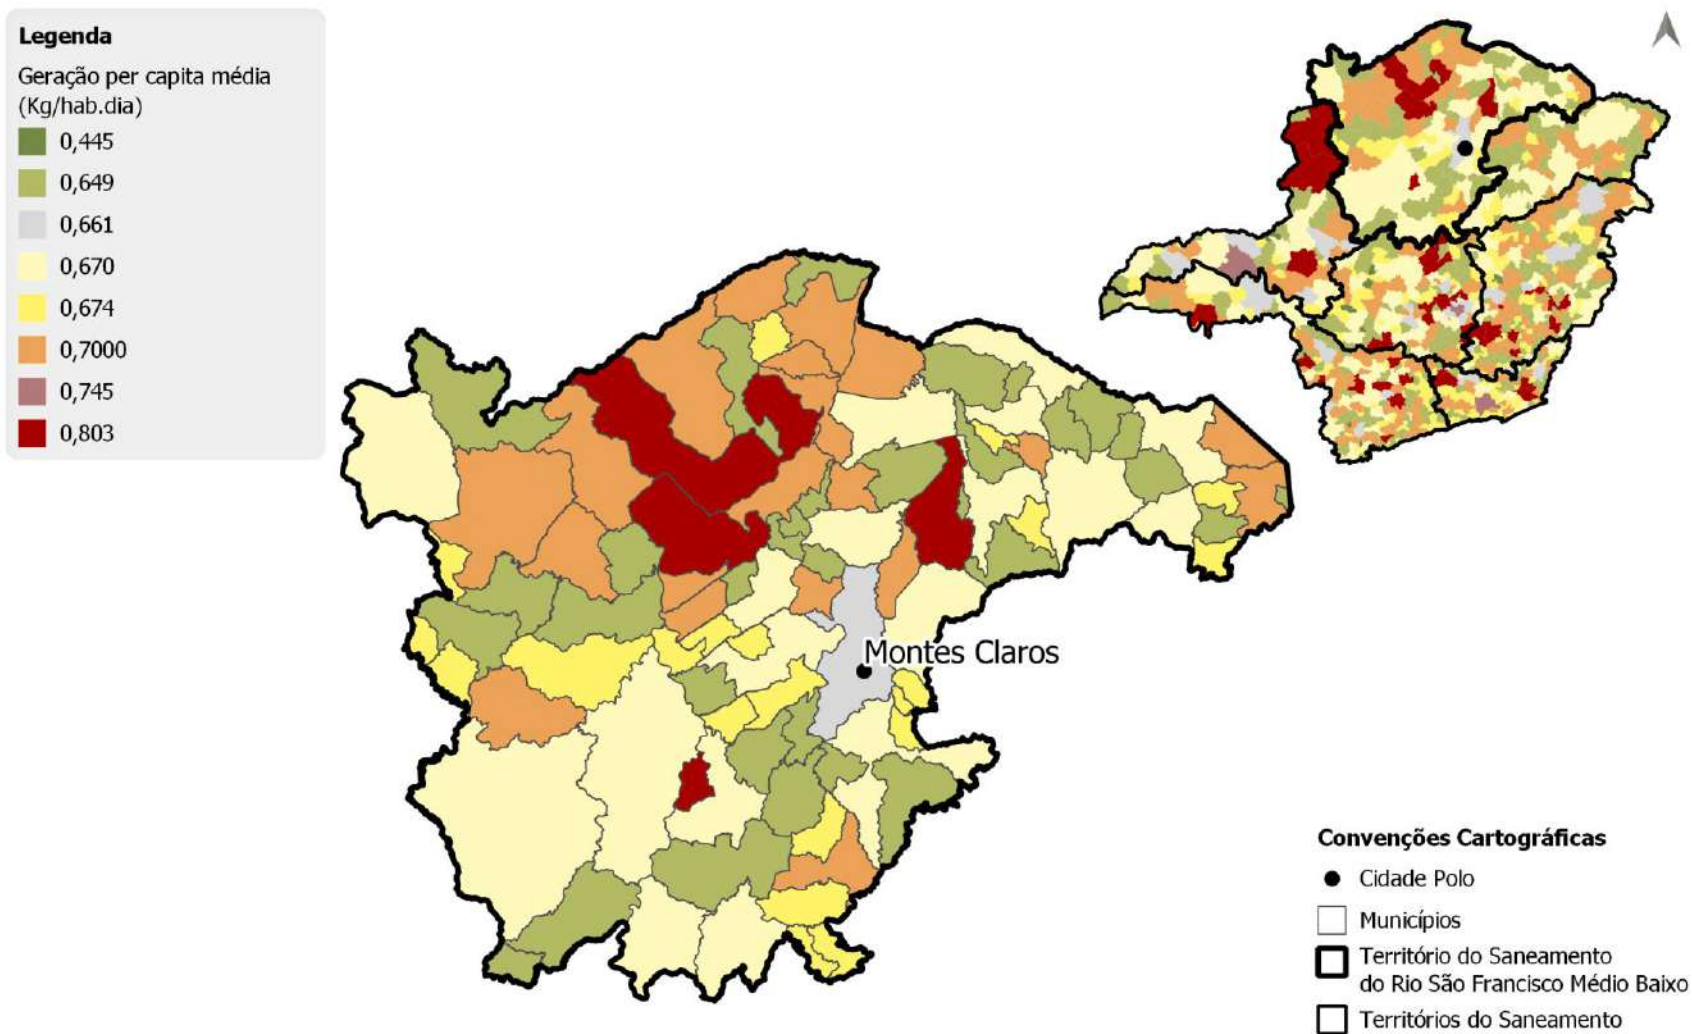 Legenda
Geração per capita média
(Kg/hab.dia)
0,445
0,649
0,661
0,670
0,674
0,7000
0,745
0,803
Montes Claros
Convenções Cartográficas
Cidade Polo
Municípios
Território do Saneamento
do Rio São Francisco Médio Baixo
Territórios do Saneamento